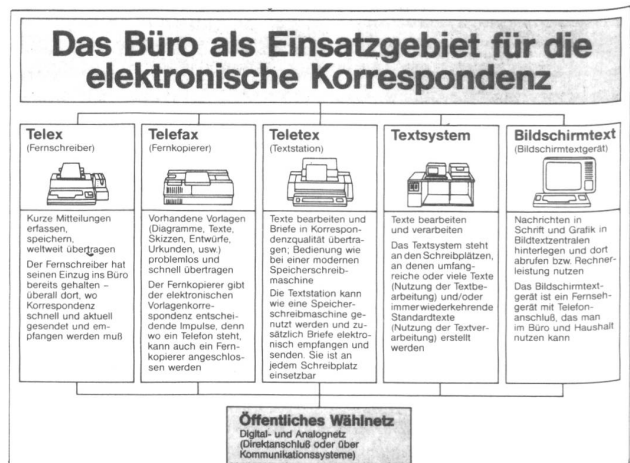 Das Büro als Einsatzgebiet für die
elektronische Korrespondenz
Telex
(Fernschreiber)
Kurze Mitteilungen
erfassen,
speichern,
weltweit übertragen
Der Fernschreiber hat
seinen Einzug ins Büro
bereits gehalten –
überall dort, wo
Korrespondenz
schnell und aktuell
gesendet und em-
pfangen werden muß
Telefax
(Fernkopierer)
Vorhandene Vorlagen
(Diagramme, Texte,
Skizzen, Entwürfe,
Urkunden, usw.)
problemlos und
schnell übertragen
Der Fernkopierer gibt
der elektronischen
Vorlagenkorre-
spondenz entschei-
dende Impulse, denn
wo ein Telefon steht,
kann auch ein Fern-
kopierer angeschlos-
sen werden
Teletex
(Textstation)
Texte bearbeiten und
Briefe in Korrespon-
denzqualität übertra-
gen; Bedienung wie
bei einer modernen
Speicherschreib-
maschine
Die Textstation kann
wie eine Speicher-
schreibmaschine ge-
nutzt werden und zu-
sätzlich Briefe elektro-
nisch empfangen und
senden. Sie ist an
jedem Schreibplatz
einsetzbar
Textsystem
Texte bearbeiten
und verarbeiten
Das Textsystem steht
an den Schreibplätzen,
an denen umfang-
reiche oder viele Texte
(Nutzung der Textbe-
arbeitung) und/oder
immer wiederkehrende
Standardtexte
(Nutzung der Textver-
arbeitung) erstellt
werden
Bildschirmtext
(Bildschirmtextgerät)
Nachrichten in
Schrift und Grafik in
Bildtextzentralen
hinterlegen und dort
abrufen bzw. Rechner-
leistung nutzen
Das Bildschirmtext-
gerät ist ein Fernseh-
gerät mit Telefon-
anschluß, das man
im Büro und Haushalt
nutzen kann
Öffentliches Wählnetz
Digital- und Analognetz
(Direktanschluß oder über
Kommunikationssysteme)